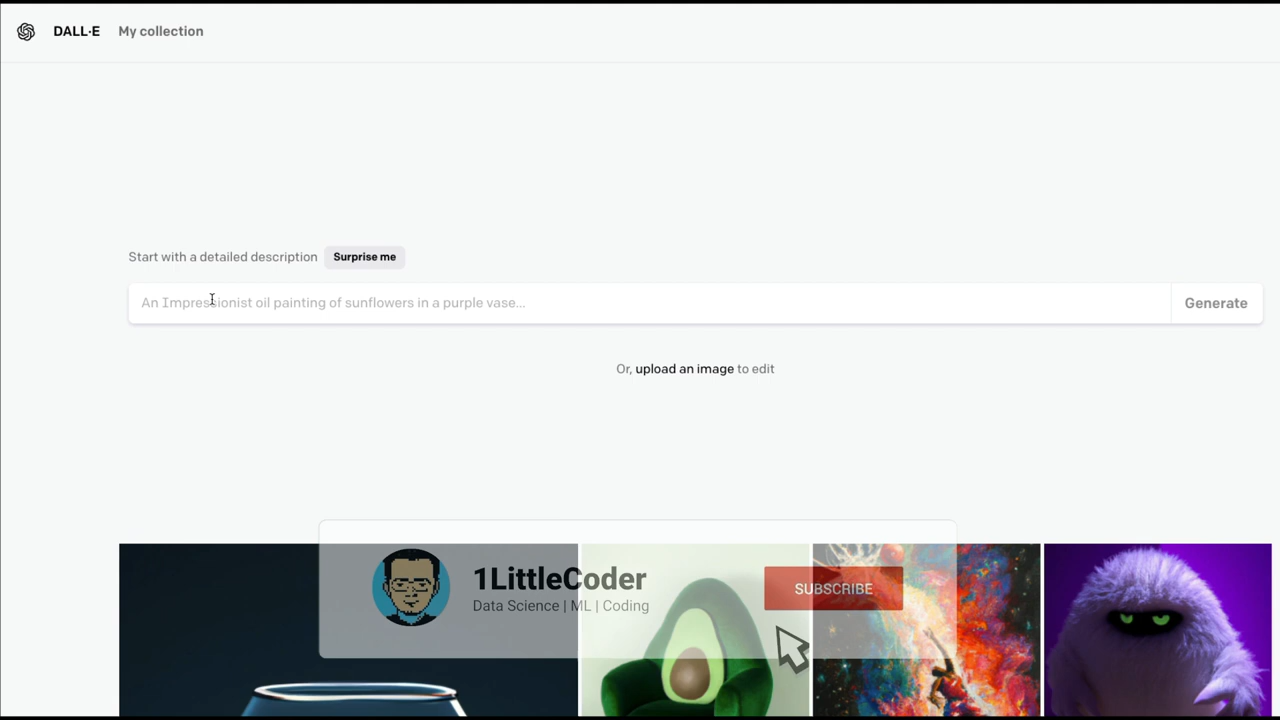 DALL·E My collection
Start with a detailed description Surprise me
An Impressionist oil painting of sunflowers in a purple vase...
Generate
Or, upload an image to edit
1LittleCoder
Data Science | ML | Coding
SUBSCRIBE